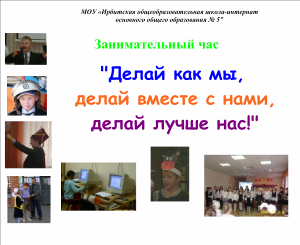 МОУ «Ирбитская общеобразовательная школа-интернат
основного общего образования № 5"
Занимательный час
"Делай как мы,
делай вместе с нами,
делай лучше нас!"